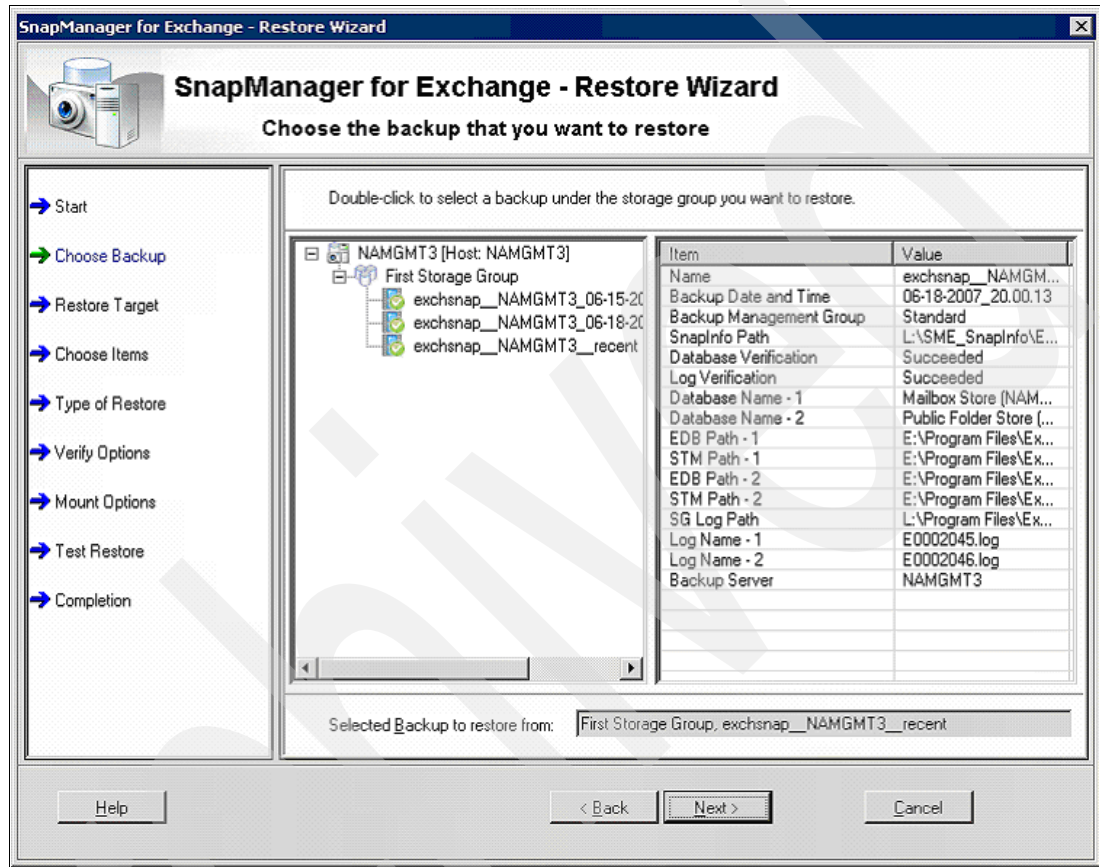 SnapManager for Exchange - Restore Wizard
SnapManager for Exchange - Restore Wizard
Choose the backup that you want to restore
Start
Choose Backup
Restore Target
Choose Items
Type of Restore
Verify Options
Mount Options
Test Restore
Completion
Double-click to select a backup under the storage group you want to restore.
NAMGMT3 [Host: NAMGMT3]
First Storage Group
exchsnap__NAMGMT3_06-15-20
exchsnap__NAMGMT3_06-18-20
exchsnap__NAMGMT3__recent
Item Value
Name exchsnap__NAMGM...
Backup Date and Time 06-18-2007_20.00.13
Backup Management Group Standard
SnapInfo Path L:\SME_SnapInfo\E...
Database Verification Succeeded
Log Verification Succeeded
Database Name - 1 Mailbox Store (NAM...
Database Name - 2 Public Folder Store (...
EDB Path - 1 E:\Program Files\Ex...
STM Path - 1 E:\Program Files\Ex...
EDB Path - 2 E:\Program Files\Ex...
STM Path - 2 E:\Program Files\Ex...
SG Log Path L:\Program Files\Ex...
Log Name - 1 E0002045.log
Log Name - 2 E0002046.log
Backup Server NAMGMT3
Selected Backup to restore from: First Storage Group, exchsnap__NAMGMT3__recent
Help < Back Next > Cancel